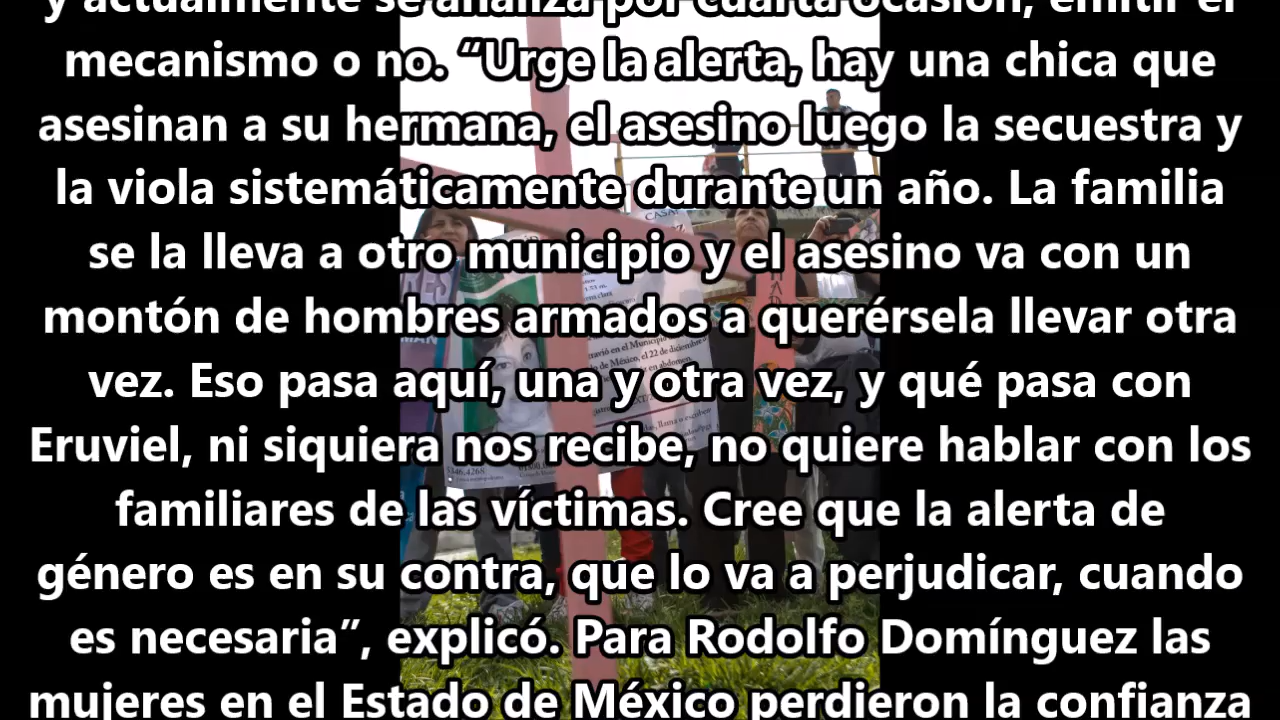 y actualmente se analiza por cuarta ocasión, emitir el
mecanismo o no. “Urge la alerta, hay una chica que
asesinan a su hermana, el asesino luego la secuestra y
la viola sistemáticamente durante un año. La familia
se la lleva a otro municipio y el asesino va con un
montón de hombres armados a querérsela llevar otra
vez. Eso pasa aquí, una y otra vez, y qué pasa con
Eruviel, ni siquiera nos recibe, no quiere hablar con los
familiares de las víctimas. Cree que la alerta de
género es en su contra, que lo va a perjudicar, cuando
es necesaria”, explicó. Para Rodolfo Domínguez las
mujeres en el Estado de México perdieron la confianza